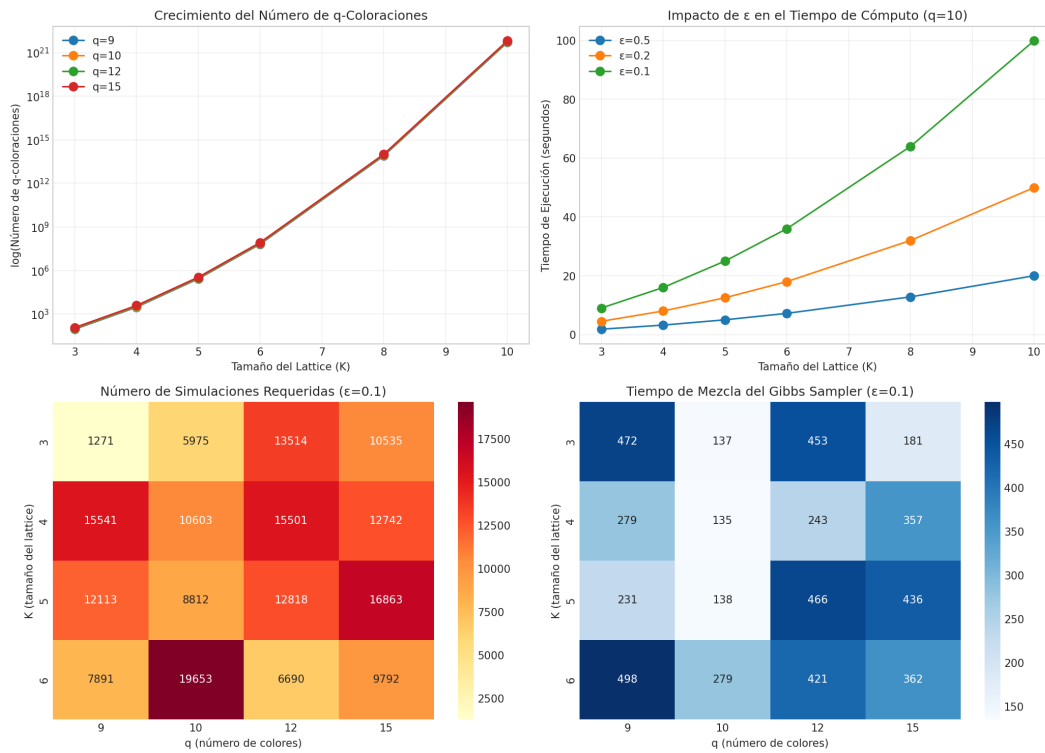 Crecimiento del Número de q-Coloraciones
q=9
q=10
q=12
q=15
10^21
10^18
10^15
10^12
10^9
10^6
10^3
log(Número de q-coloraciones)
3 4 5 6 7 8 9 10
Tamaño del Lattice (K)
Impacto de ε en el Tiempo de Cómputo (q=10)
ε=0.5
ε=0.2
ε=0.1
100
80
60
40
20
0
Tiempo de Ejecución (segundos)
3 4 5 6 7 8 9 10
Tamaño del Lattice (K)
Número de Simulaciones Requeridas (ε=0.1)
K (tamaño del lattice)
3 1271 5975 13514 10535
4 15541 10603 15501 12742
5 12113 8812 12818 16863
6 7891 19653 6690 9792
9 10 12 15
q (número de colores)
17500
15000
12500
10000
7500
5000
2500
Tiempo de Mezcla del Gibbs Sampler (ε=0.1)
K (tamaño del lattice)
3 472 137 453 181
4 279 135 243 357
5 231 138 466 436
6 498 279 421 362
9 10 12 15
q (número de colores)
450
400
350
300
250
200
150